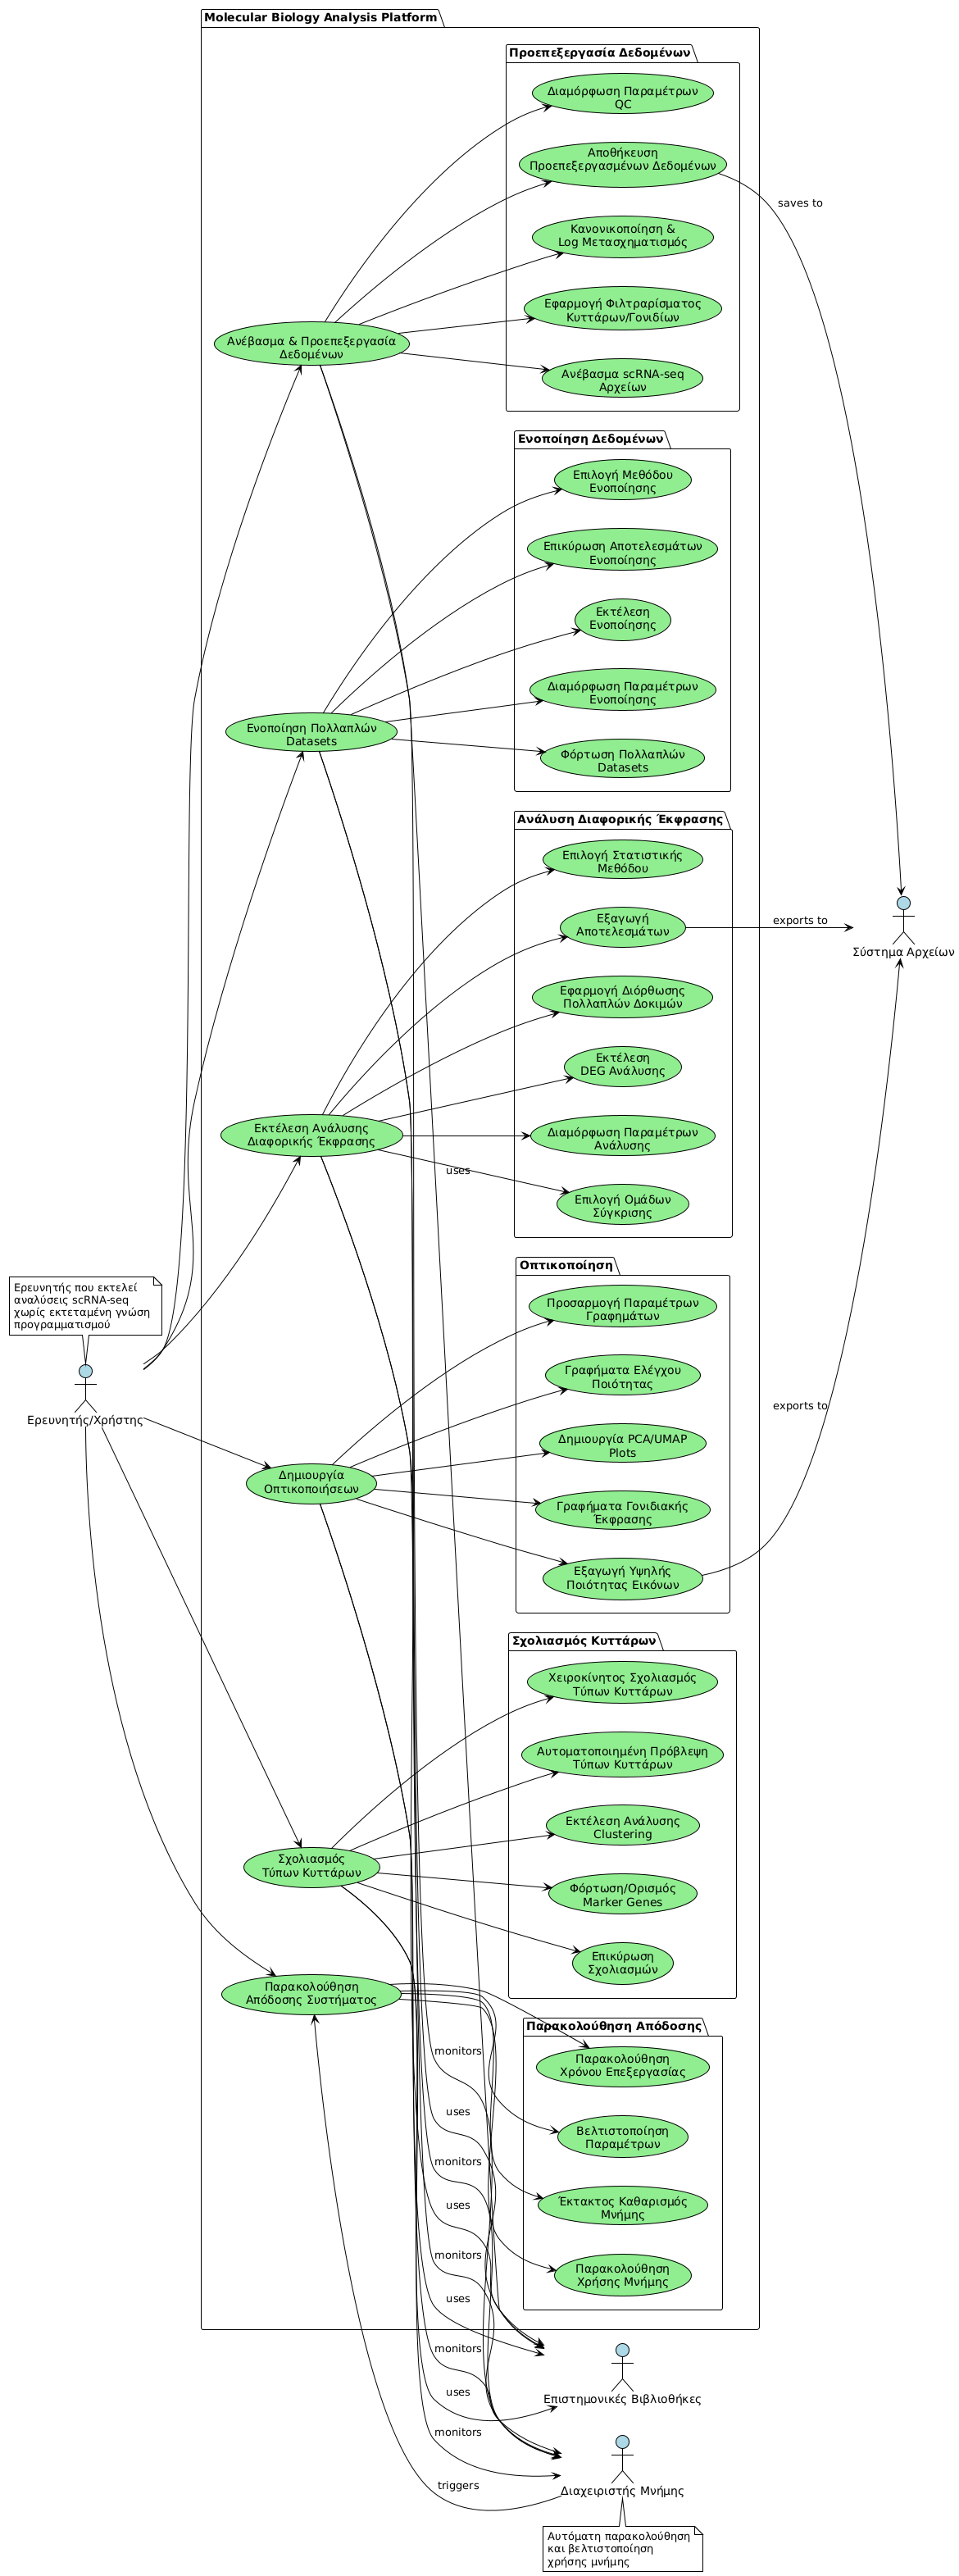 Molecular Biology Analysis Platform
Προεπεξεργασία Δεδομένων
Διαμόρφωση Παραμέτρων
QC
Αποθήκευση
Προεπεξεργασμένων Δεδομένων
saves to
Κανονικοποίηση &
Log Μετασχηματισμός
Εφαρμογή Φιλτραρίσματος
Κυττάρων/Γονιδίων
Ανέβασμα scRNA-seq
Αρχείων
Ανέβασμα & Προεπεξεργασία
Δεδομένων
Ενοποίηση Δεδομένων
Επιλογή Μεθόδου
Ενοποίησης
Επικύρωση Αποτελεσμάτων
Ενοποίησης
Εκτέλεση
Ενοποίησης
Διαμόρφωση Παραμέτρων
Ενοποίησης
Φόρτωση Πολλαπλών
Datasets
Ενοποίηση Πολλαπλών
Datasets
Ανάλυση Διαφορικής Έκφρασης
Επιλογή Στατιστικής
Μεθόδου
Εξαγωγή
Αποτελεσμάτων
exports to
Σύστημα Αρχείων
Εφαρμογή Διόρθωσης
Πολλαπλών Δοκιμών
Εκτέλεση
DEG Ανάλυσης
Διαμόρφωση Παραμέτρων
Ανάλυσης
Επιλογή Ομάδων
Σύγκρισης
Εκτέλεση Ανάλυσης
Διαφορικής Έκφρασης
uses
Οπτικοποίηση
Προσαρμογή Παραμέτρων
Γραφημάτων
Γραφήματα Ελέγχου
Ποιότητας
Δημιουργία PCA/UMAP
Plots
Γραφήματα Γονιδιακής
Έκφρασης
Εξαγωγή Υψηλής
Ποιότητας Εικόνων
exports to
Ερευνητής που εκτελεί
αναλύσεις scRNA-seq
χωρίς εκτεταμένη γνώση
προγραμματισμού
Ερευνητής/Χρήστης
Δημιουργία
Οπτικοποιήσεων
Σχολιασμός Κυττάρων
Χειροκίνητος Σχολιασμός
Τύπων Κυττάρων
Αυτοματοποιημένη Πρόβλεψη
Τύπων Κυττάρων
Εκτέλεση Ανάλυσης
Clustering
Φόρτωση/Ορισμός
Marker Genes
Επικύρωση
Σχολιασμών
Σχολιασμός
Τύπων Κυττάρων
Παρακολούθηση
Απόδοσης Συστήματος
Παρακολούθηση Απόδοσης
Παρακολούθηση
Χρόνου Επεξεργασίας
Βελτιστοποίηση
Παραμέτρων
Έκτακτος Καθαρισμός
Μνήμης
Παρακολούθηση
Χρήσης Μνήμης
monitors
uses
monitors
uses
monitors
uses
monitors
uses
monitors
triggers
Επιστημονικές Βιβλιοθήκες
Διαχειριστής Μνήμης
Αυτόματη παρακολούθηση
και βελτιστοποίηση
χρήσης μνήμης